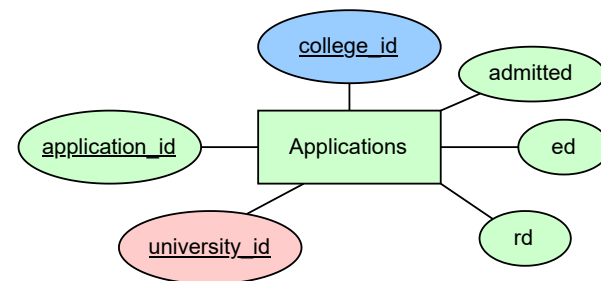 college_id
admitted
application_id
Applications
ed
university_id
rd